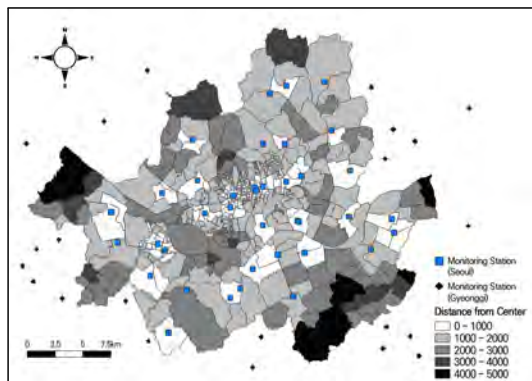 N
Monitoring Station
(Seoul)
Monitoring Station
(Gyeonggi)
Distance from Center
0 - 1000
1000 - 2000
2000 - 3000
3000 - 4000
4000 - 5000
0 2.5 5 7.5km